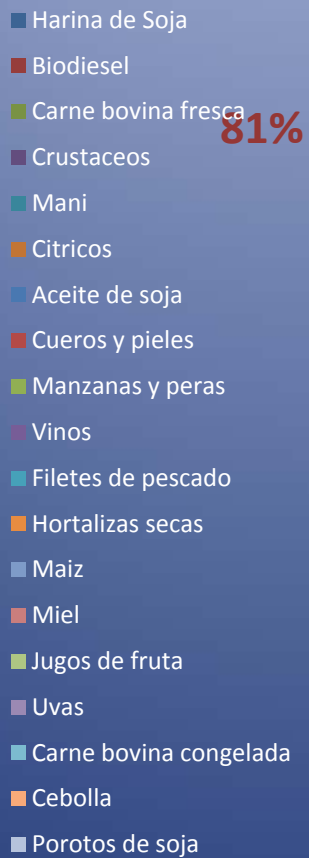 Harina de Soja
Biodiesel
Carne bovina fresca
81%
Crustaceos
Mani
Citricos
Aceite de soja
Cueros y pieles
Manzanas y peras
Vinos
Filetes de pescado
Hortalizas secas
Maiz
Miel
Jugos de fruta
Uvas
Carne bovina congelada
Cebolla
Porotos de soja